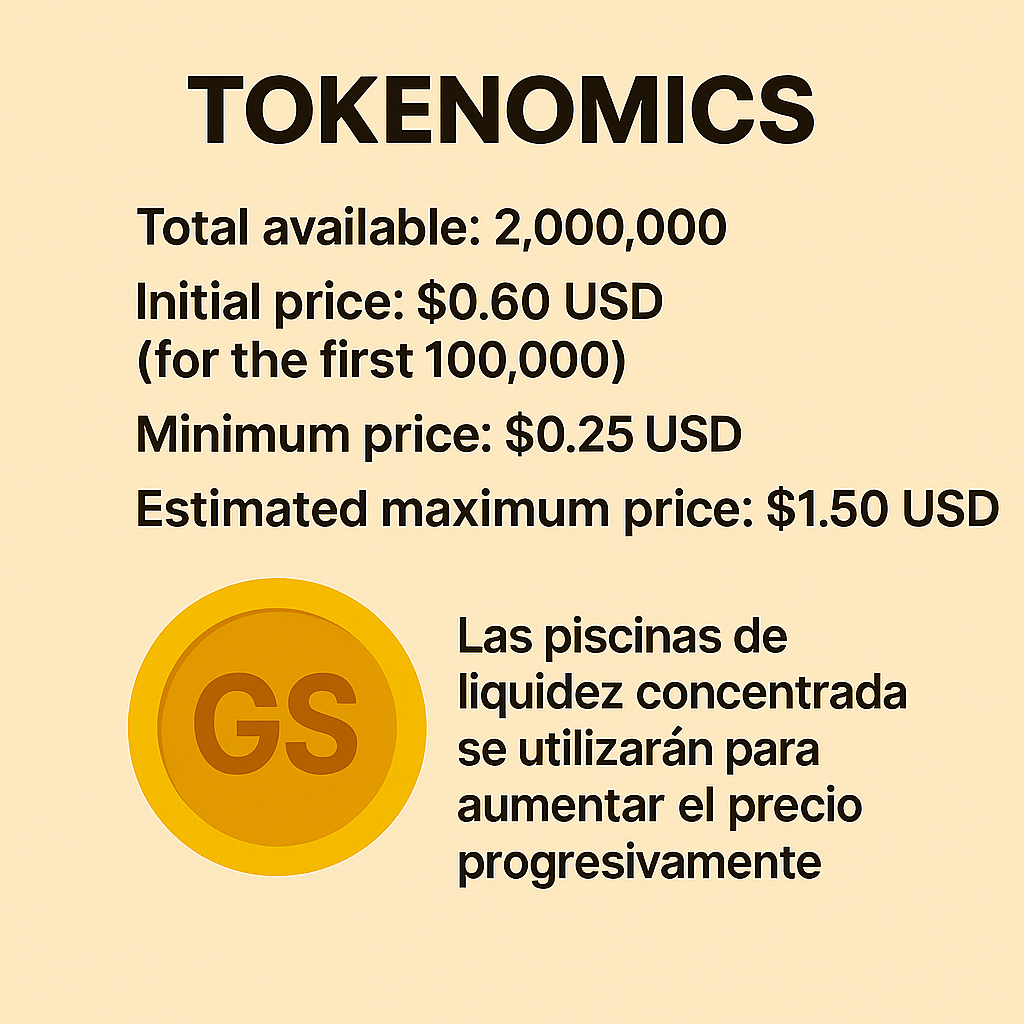 TOKENOMICS
Total available: 2,000,000
Initial price: $0.60 USD
(for the first 100,000)
Minimum price: $0.25 USD
Estimated maximum price: $1.50 USD
GS
Las piscinas de
liquidez concentrada
se utilizarán para
aumentar el precio
progresivamente